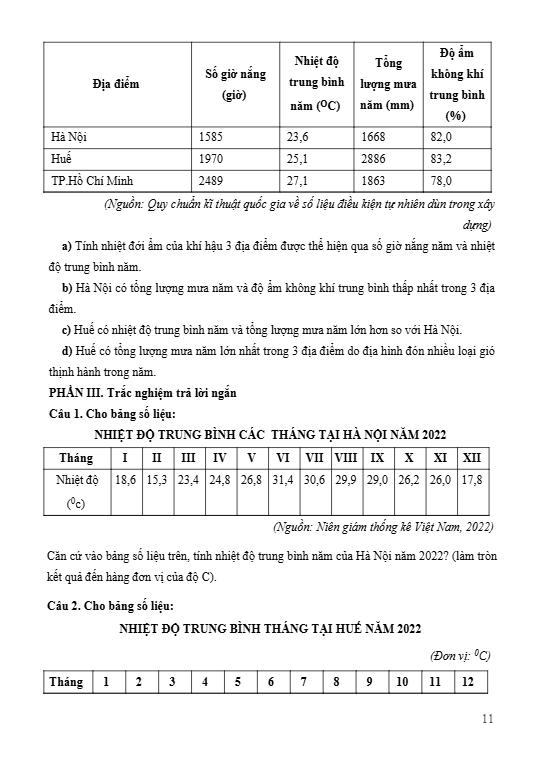 Địa điểm | Số giờ nắng (giờ) | Nhiệt độ trung bình năm (⁰C) | Tổng lượng mưa năm (mm) | Độ ẩm không khí trung bình (%)
Hà Nội | 1585 | 23,6 | 1668 | 82,0
Huế | 1970 | 25,1 | 2886 | 83,2
TP.Hồ Chí Minh | 2489 | 27,1 | 1863 | 78,0
(Nguồn: Quy chuẩn kĩ thuật quốc gia về số liệu điều kiện tự nhiên dùn trong xây
dựng)
a) Tính nhiệt đới ẩm của khí hậu 3 địa điểm được thể hiện qua số giờ nắng năm và nhiệt
độ trung bình năm.
b) Hà Nội có tổng lượng mưa năm và độ ẩm không khí trung bình thấp nhất trong 3 địa
điểm.
c) Huế có nhiệt độ trung bình năm và tổng lượng mưa năm lớn hơn so với Hà Nội.
d) Huế có tổng lượng mưa năm lớn nhất trong 3 địa điểm do địa hình đón nhiều loại gió
thịnh hành trong năm.
PHẦN III. Trắc nghiệm trả lời ngắn
Câu 1. Cho bảng số liệu:
NHIỆT ĐỘ TRUNG BÌNH CÁC THÁNG TẠI HÀ NỘI NĂM 2022
Tháng | I | II | III | IV | V | VI | VII | VIII | IX | X | XI | XII
Nhiệt độ (⁰c) | 18,6 | 15,3 | 23,4 | 24,8 | 26,8 | 31,4 | 30,6 | 29,9 | 29,0 | 26,2 | 26,0 | 17,8
(Nguồn: Niên giám thống kê Việt Nam, 2022)
Căn cứ vào bảng số liệu trên, tính nhiệt độ trung bình năm của Hà Nội năm 2022? (làm tròn
kết quả đến hàng đơn vị của độ C).
Câu 2. Cho bảng số liệu:
NHIỆT ĐỘ TRUNG BÌNH THÁNG TẠI HUẾ NĂM 2022
(Đơn vị: ⁰C)
Tháng | 1 | 2 | 3 | 4 | 5 | 6 | 7 | 8 | 9 | 10 | 11 | 12
11